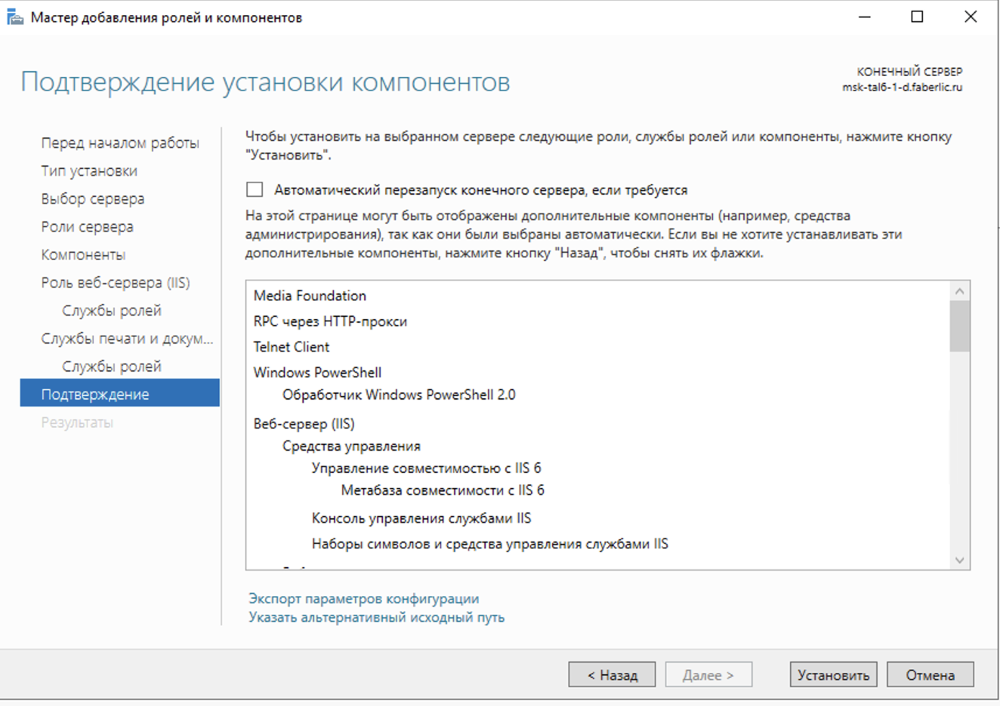 Мастер добавления ролей и компонентов
Подтверждение установки компонентов
КОНЕЧНЫЙ СЕРВЕР
msk-tal6-1-d.faberlic.ru
Перед началом работы
Тип установки
Выбор сервера
Роли сервера
Компоненты
Роль веб-сервера (IIS)
Службы ролей
Службы печати и докум...
Службы ролей
Подтверждение
Результаты
Чтобы установить на выбранном сервере следующие роли, службы ролей или компоненты, нажмите кнопку
"Установить".
Автоматический перезапуск конечного сервера, если требуется
На этой странице могут быть отображены дополнительные компоненты (например, средства
администрирования), так как они были выбраны автоматически. Если вы не хотите устанавливать эти
дополнительные компоненты, нажмите кнопку "Назад", чтобы снять их флажки.
Media Foundation
RPC через HTTP-прокси
Telnet Client
Windows PowerShell
Обработчик Windows PowerShell 2.0
Веб-сервер (IIS)
Средства управления
Управление совместимостью с IIS 6
Метабаза совместимости с IIS 6
Консоль управления службами IIS
Наборы символов и средства управления службами IIS
Экспорт параметров конфигурации
Указать альтернативный исходный путь
< Назад
Далее >
Установить
Отмена